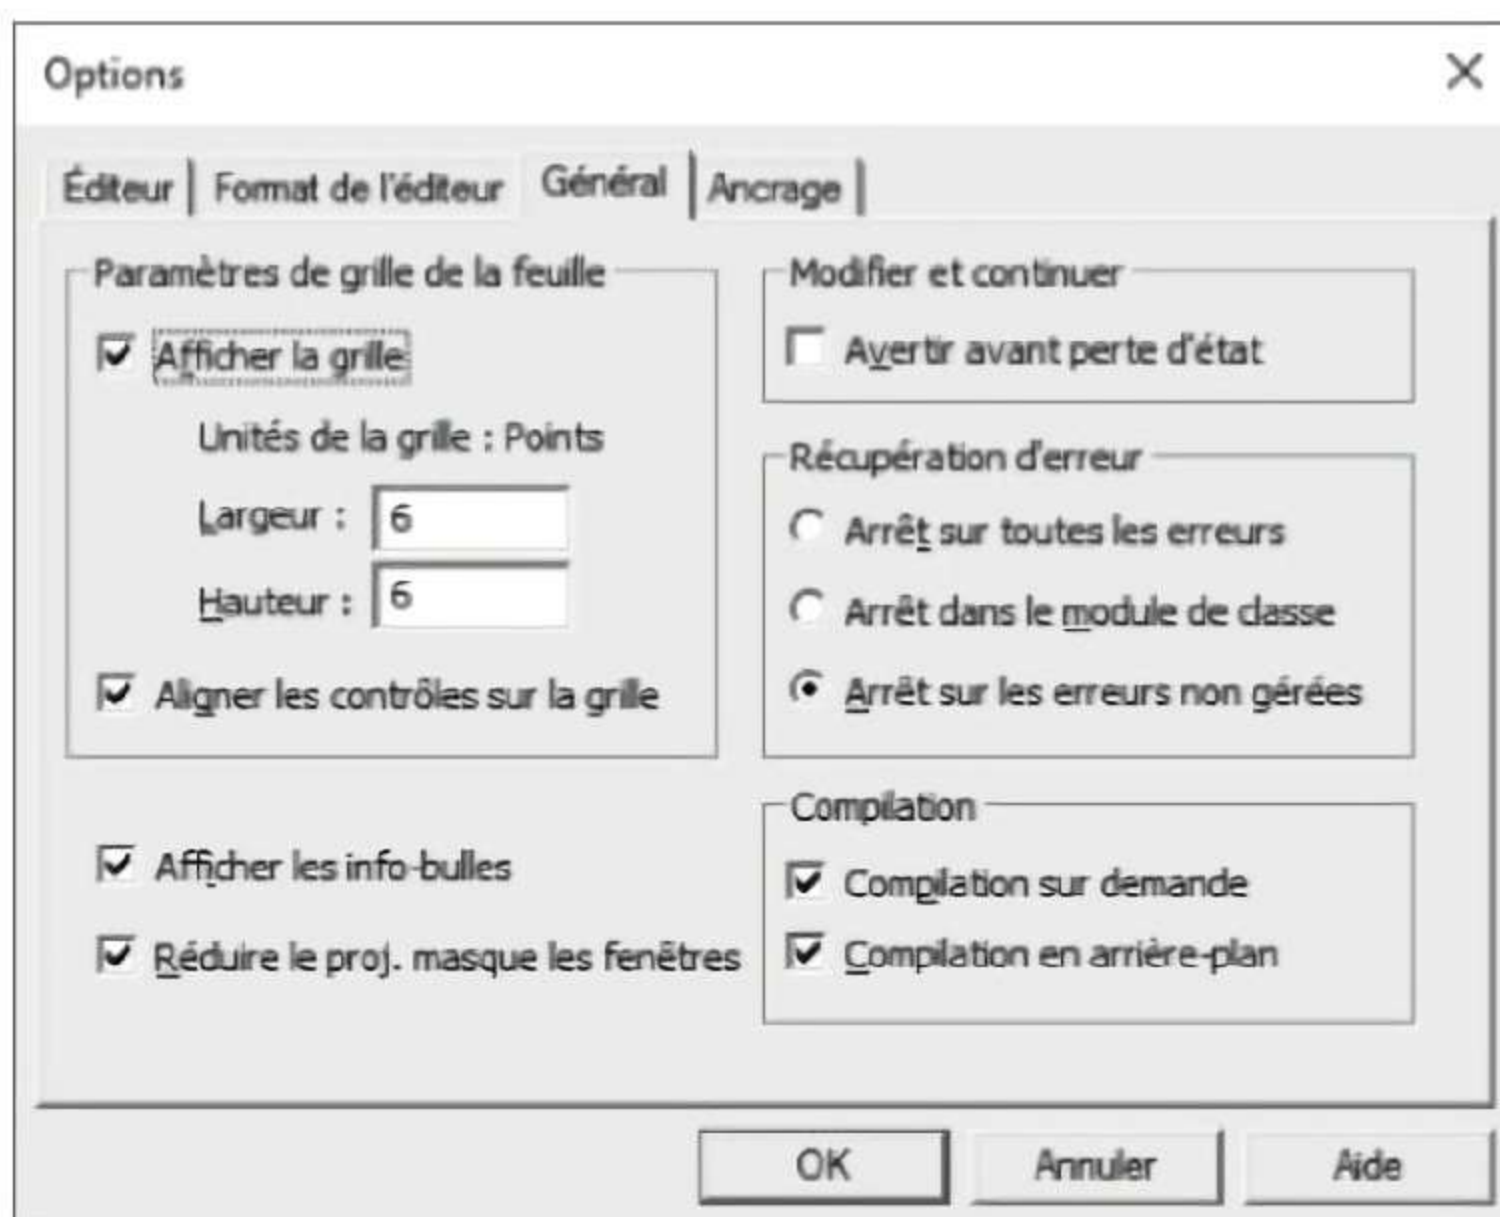 Options
Éditeur
Format de l'éditeur
Général
Ancrage
Paramètres de grille de la feuille
Afficher la grille
Unités de la grille : Points
Largeur :
6
Hauteur :
6
Aligner les contrôles sur la grille
Afficher les info-bulles
Réduire le proj. masque les fenêtres
Modifier et continuer
Avertir avant perte d'état
Récupération d'erreur
Arrêt sur toutes les erreurs
Arrêt dans le module de classe
Arrêt sur les erreurs non gérées
Compilation
Compilation sur demande
Compilation en arrière-plan
OK
Annuler
Aide